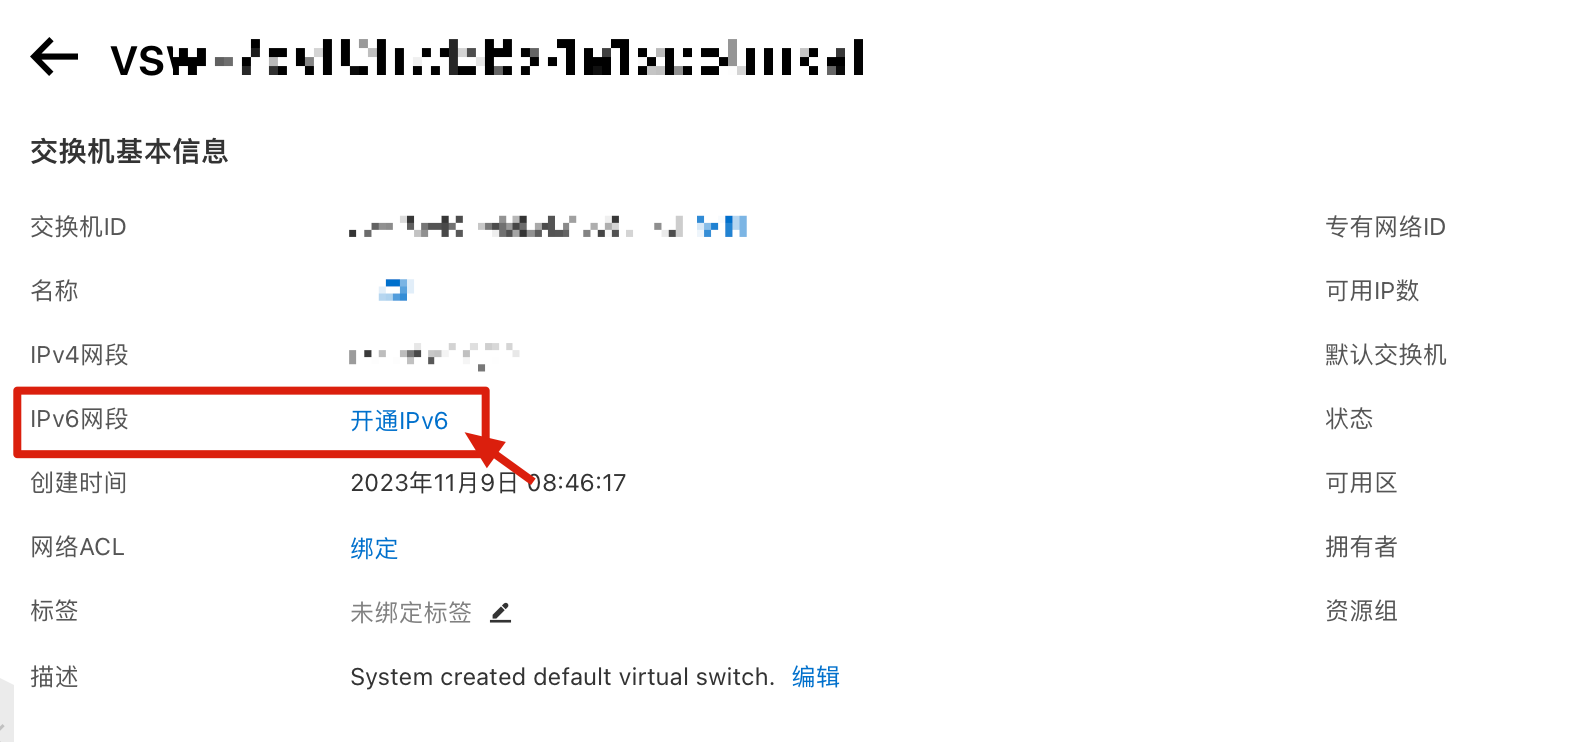 交换机基本信息
交换机ID
专有网络ID
名称
可用IP数
IPv4网段
默认交换机
IPv6网段 开通IPv6
状态
创建时间 2023年11月9日 08:46:17
可用区
网络ACL 绑定
拥有者
标签 未绑定标签
资源组
描述 System created default virtual switch. 编辑